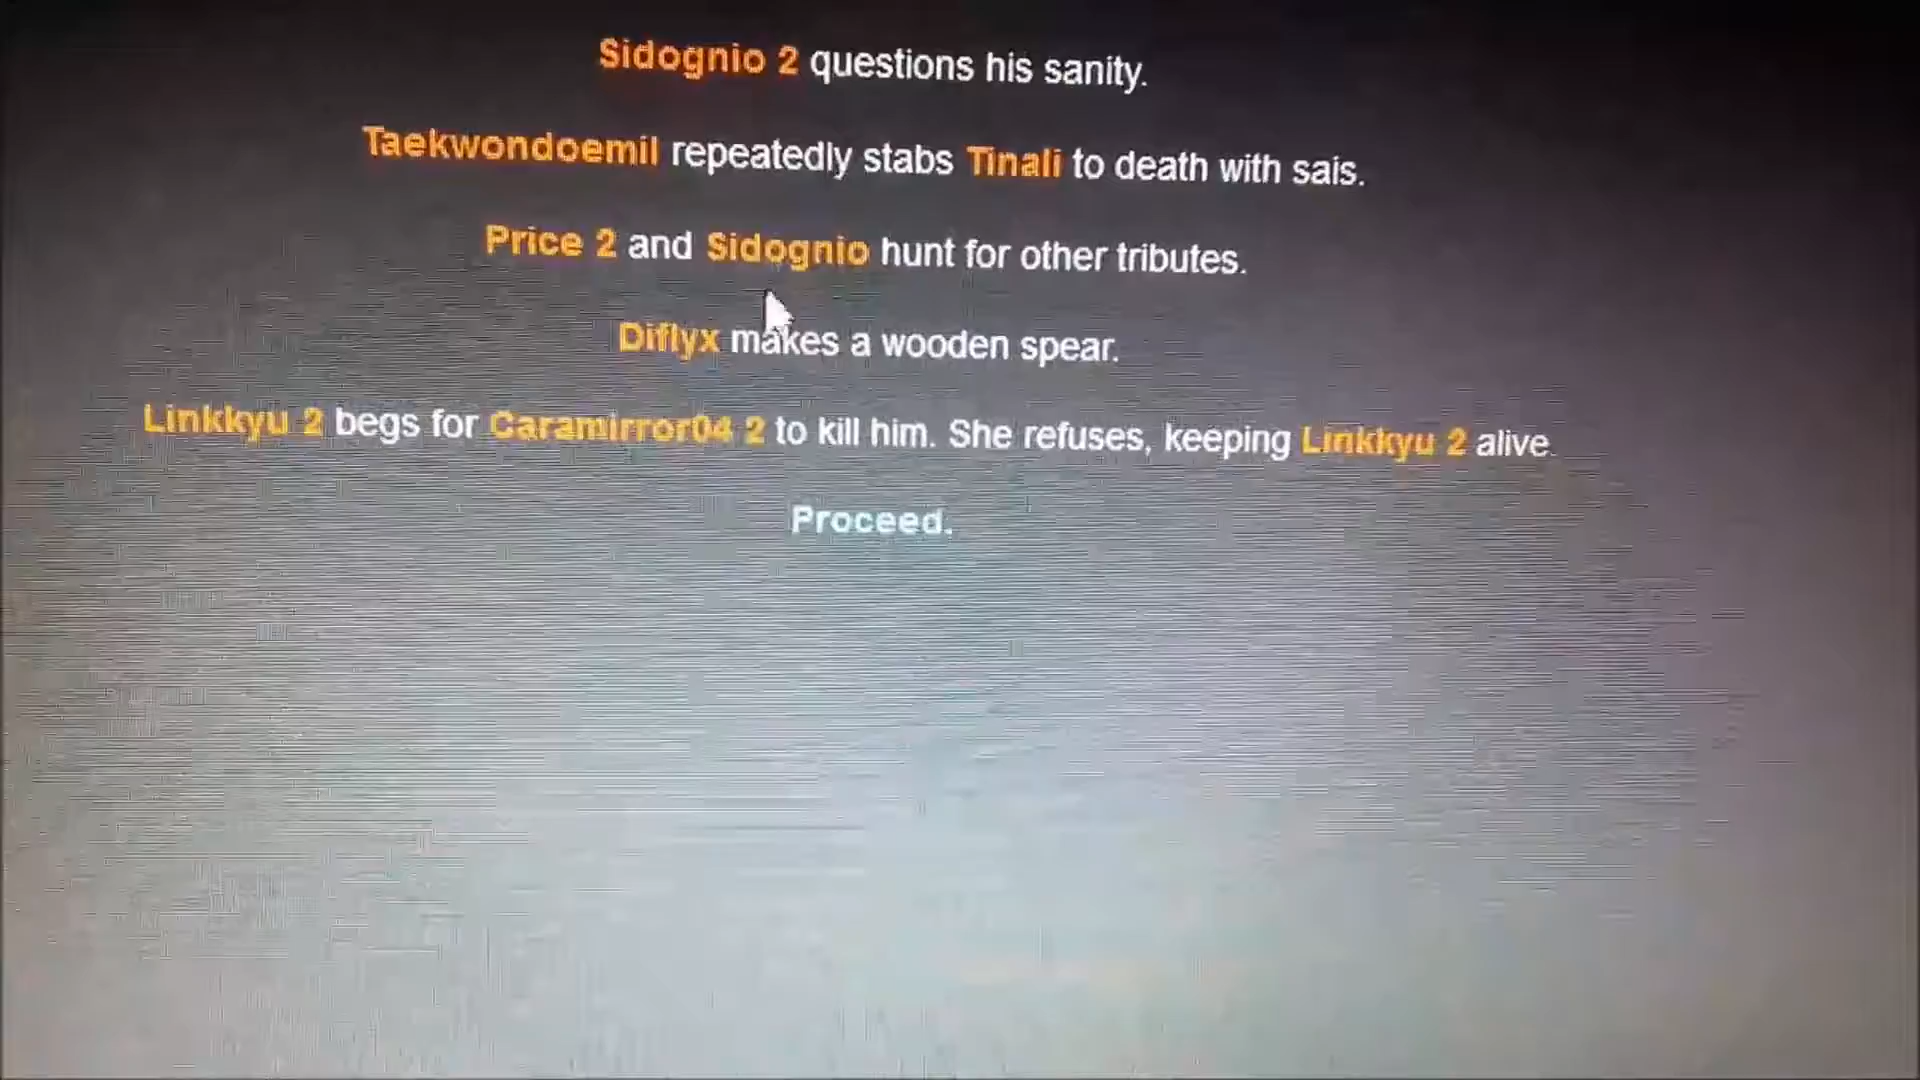 Sidognio 2 questions his sanity.
Taekwondoemil repeatedly stabs Tinali to death with sais.
Price 2 and Sidognio hunt for other tributes.
Diflyx makes a wooden spear.
Linkkyu 2 begs for Caramirror04 2 to kill him. She refuses, keeping Linkkyu 2 alive.
Proceed.